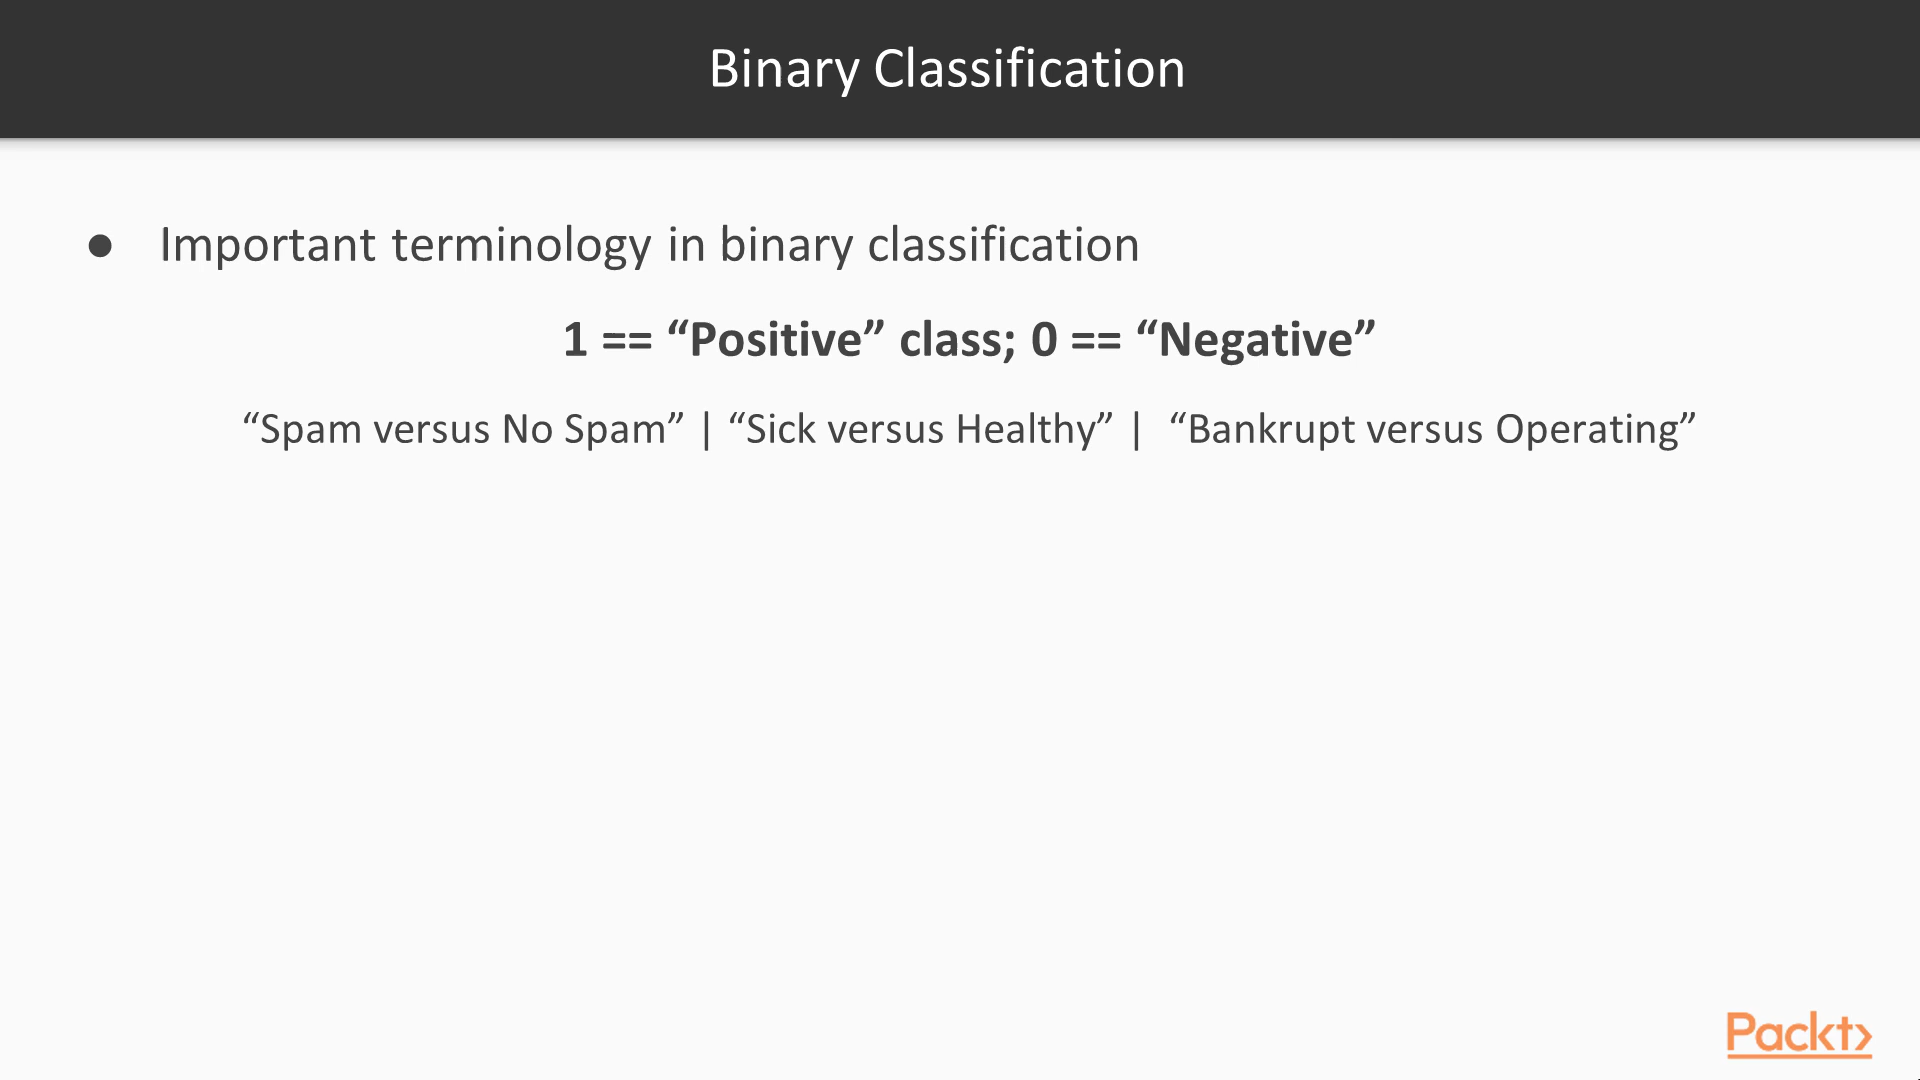 Binary Classification
● Important terminology in binary classification
1 == “Positive” class; 0 == “Negative”
“Spam versus No Spam” | “Sick versus Healthy” | “Bankrupt versus Operating”
Packt>